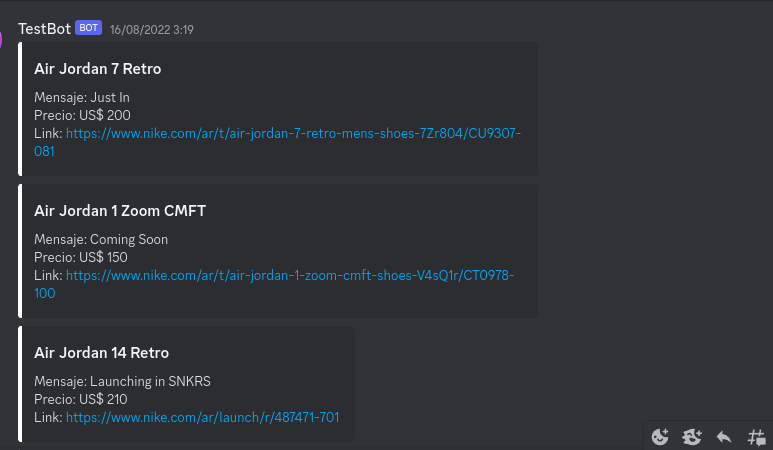 TestBot BOT 16/08/2022 3:19
Air Jordan 7 Retro
Mensaje: Just In
Precio: US$ 200
Link: https://www.nike.com/ar/t/air-jordan-7-retro-mens-shoes-7Zr804/CU9307-
081
Air Jordan 1 Zoom CMFT
Mensaje: Coming Soon
Precio: US$ 150
Link: https://www.nike.com/ar/t/air-jordan-1-zoom-cmft-shoes-V4sQ1r/CT0978-
100
Air Jordan 14 Retro
Mensaje: Launching in SNKRS
Precio: US$ 210
Link: https://www.nike.com/ar/launch/r/487471-701